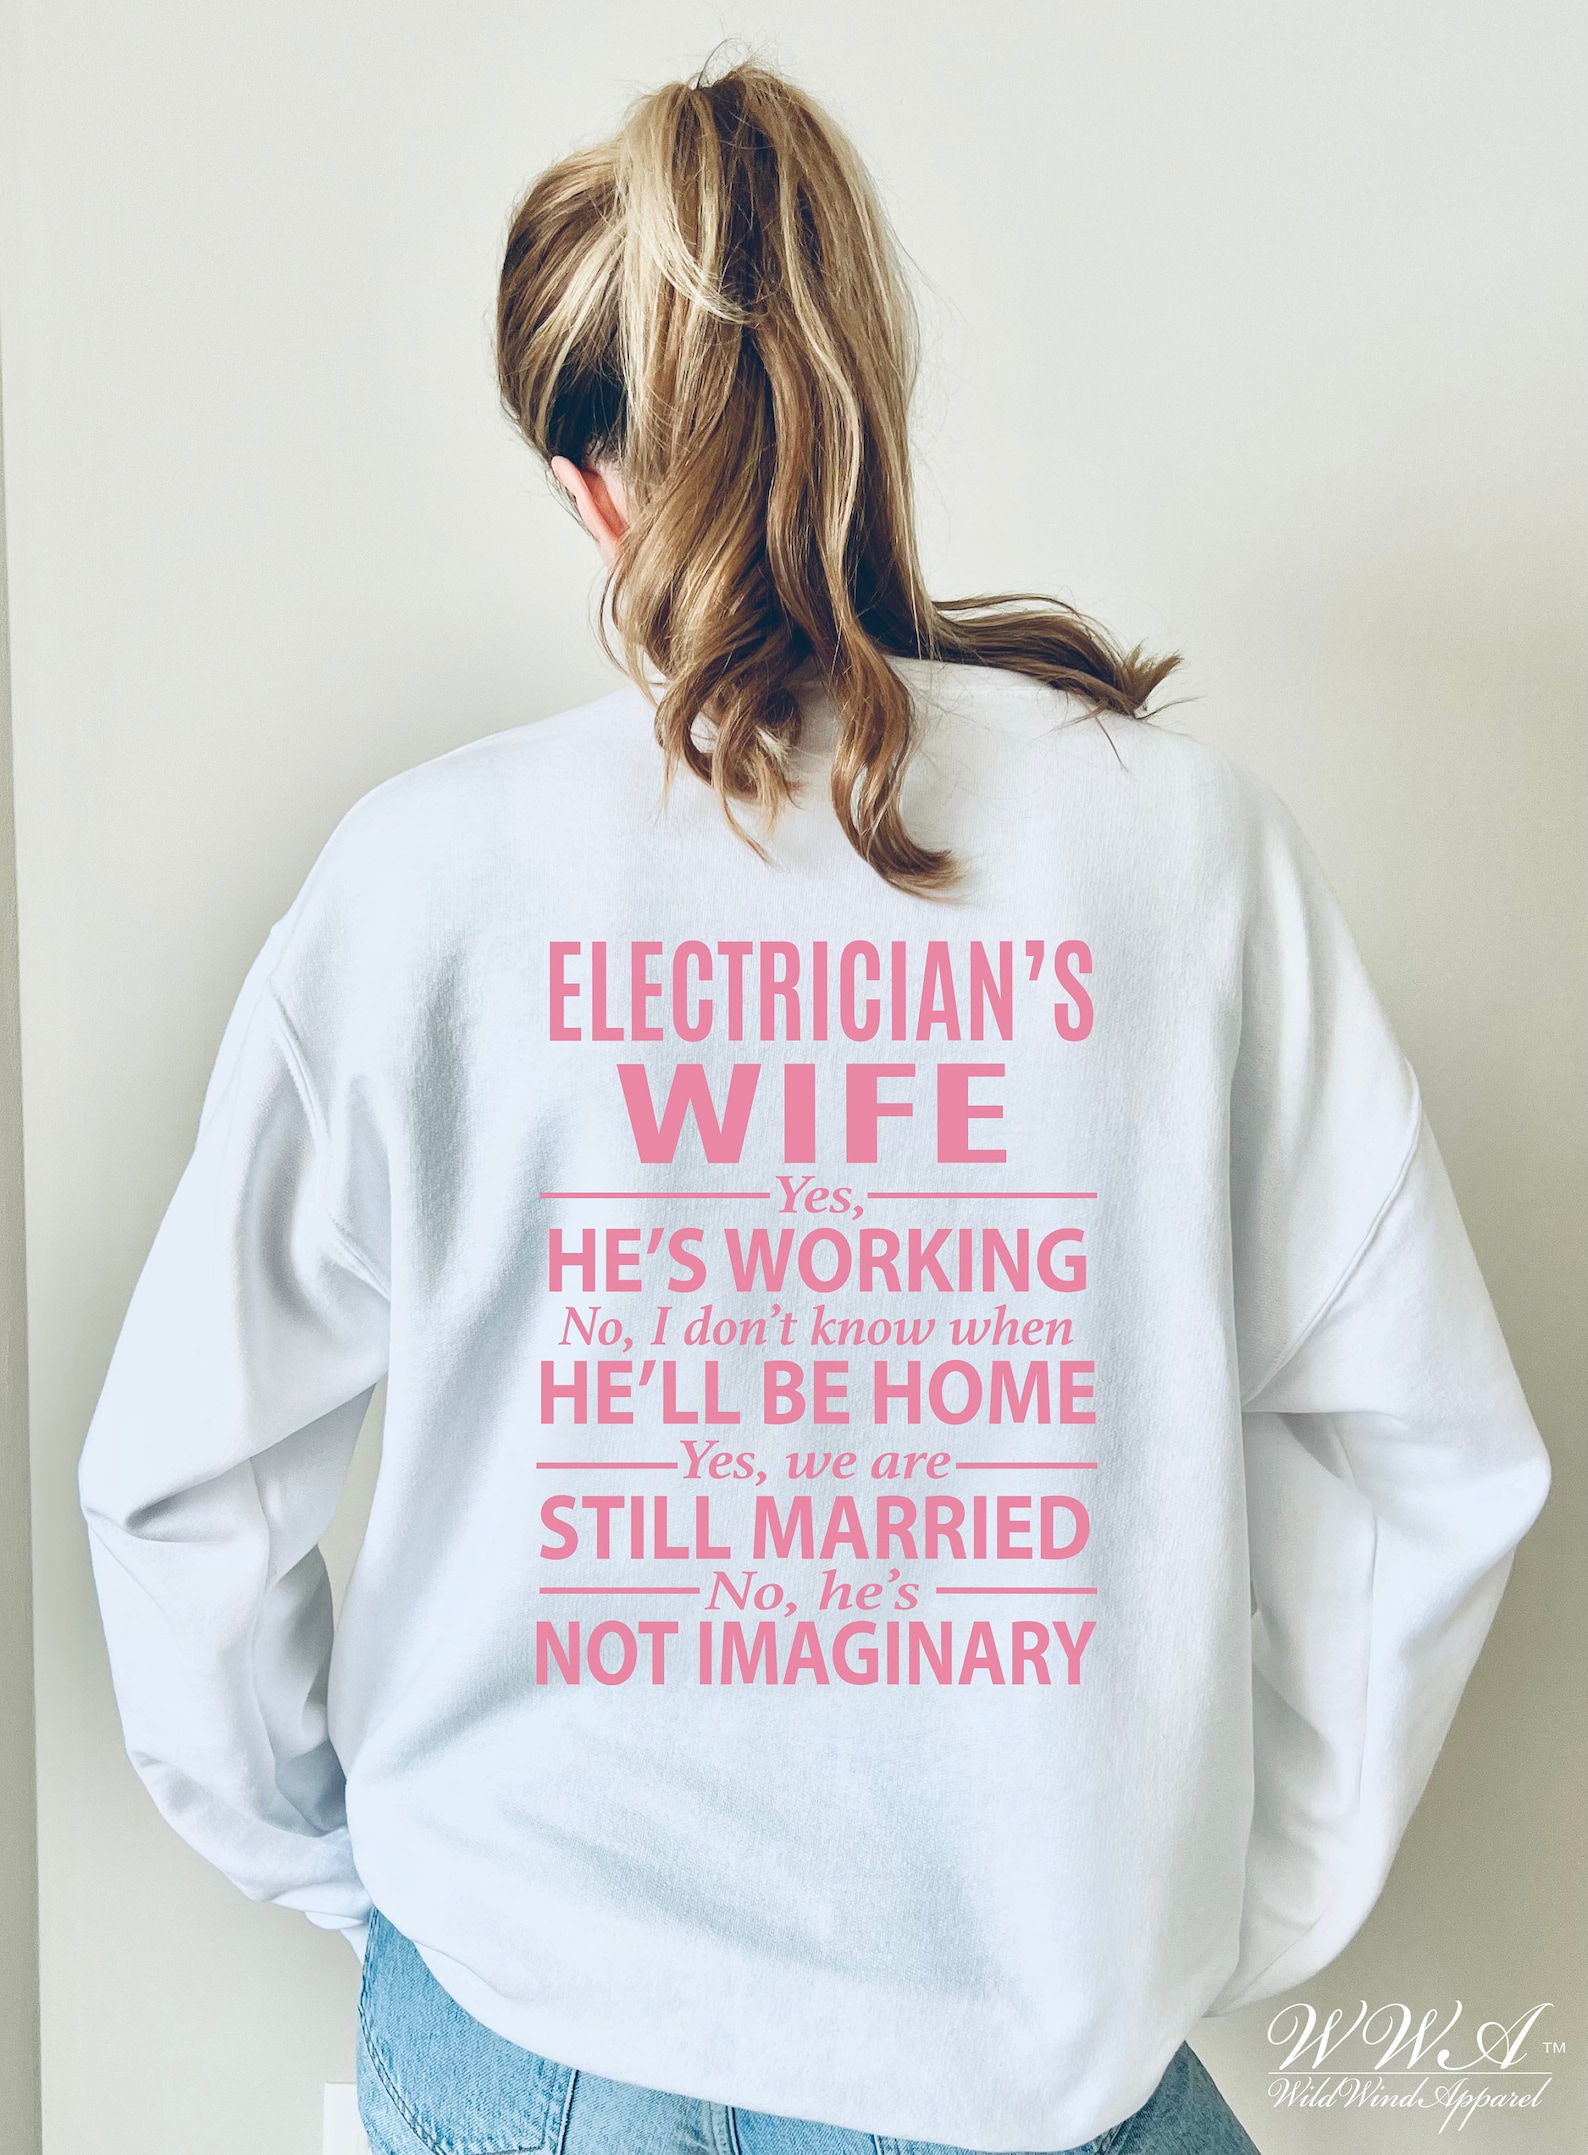 ELECTRICIAN’S
WIFE
Yes,
HE’S WORKING
No, I don’t know when
HE’LL BE HOME
Yes, we are
STILL MARRIED
No, he’s
NOT IMAGINARY
WWA™
WildWindApparel